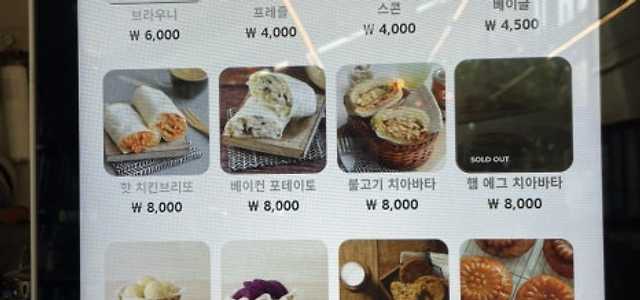 브라우니 프레즐 스콘 베이글
₩ 6,000 ₩ 4,000 ₩ 4,000 ₩ 4,500
SOLD OUT
핫 치킨브리또 베이컨 포테이토 불고기 치아바타 햄 에그 치아바타
₩ 8,000 ₩ 8,000 ₩ 8,000 ₩ 8,000